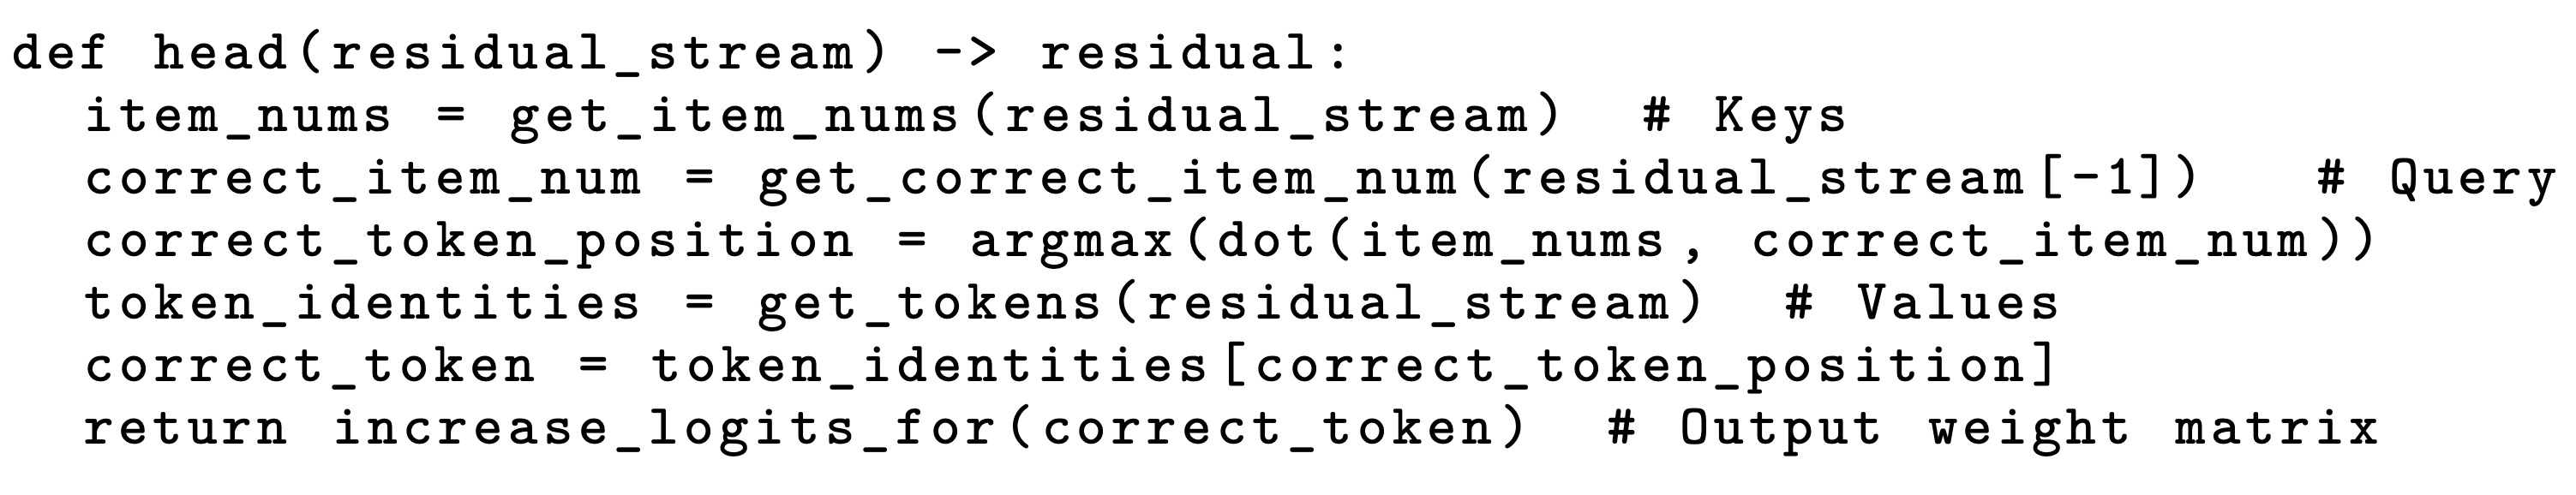 def head(residual_stream) -> residual:
  item_nums = get_item_nums(residual_stream)  # Keys
  correct_item_num = get_correct_item_num(residual_stream[-1])   # Query
  correct_token_position = argmax(dot(item_nums, correct_item_num))
  token_identities = get_tokens(residual_stream)  # Values
  correct_token = token_identities[correct_token_position]
  return increase_logits_for(correct_token)  # Output weight matrix